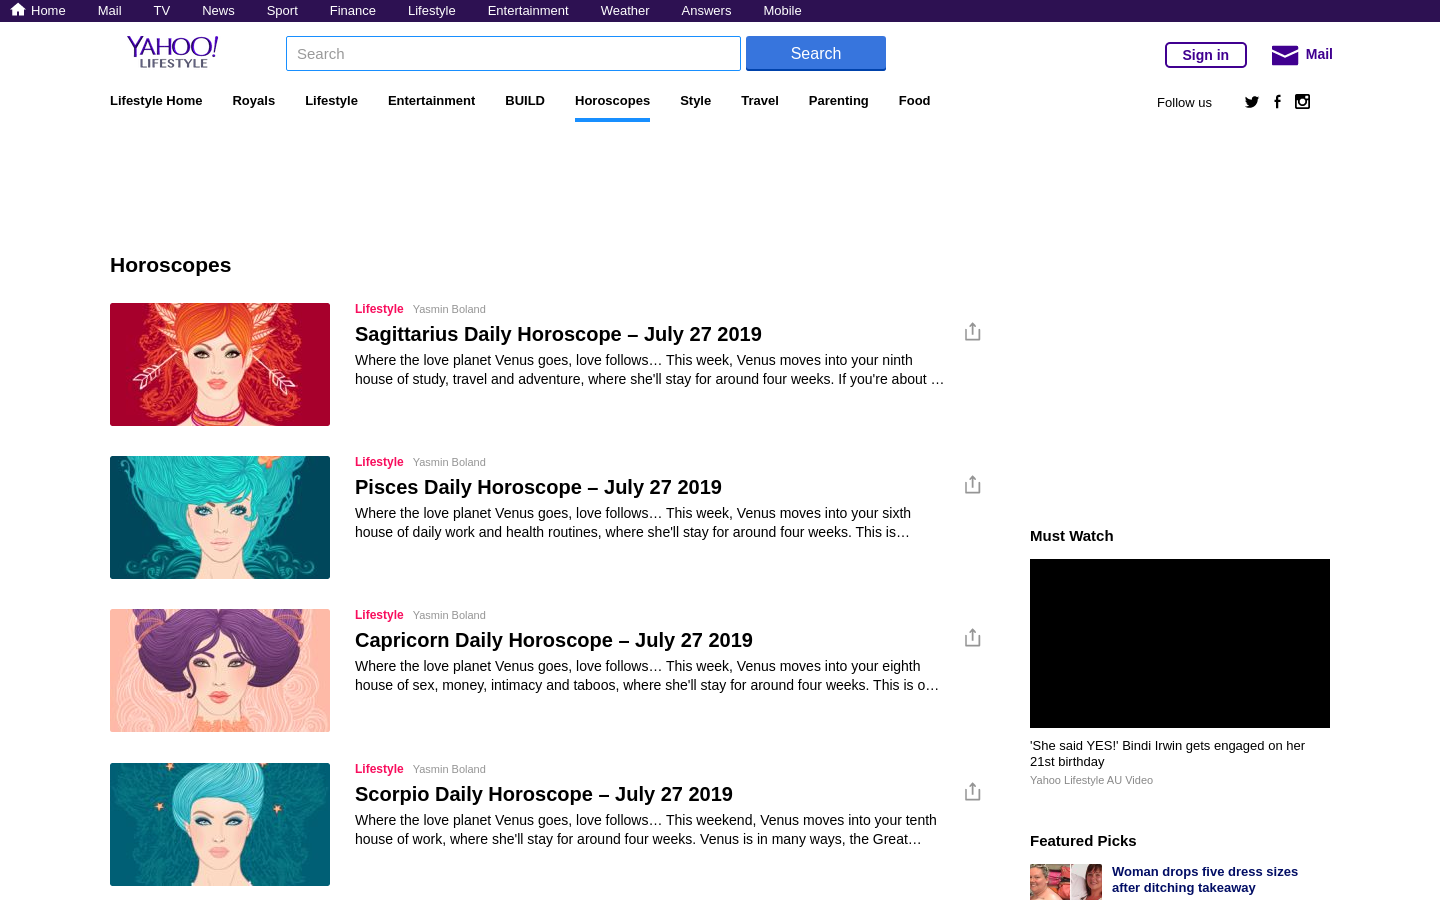 Home Mail TV News Sport Finance Lifestyle Entertainment Weather Answers Mobile
YAHOO!
LIFESTYLE
Search
Search
Sign in
Mail
Lifestyle Home Royals Lifestyle Entertainment BUILD Horoscopes Style Travel Parenting Food
Follow us
Horoscopes
Lifestyle Yasmin Boland
Sagittarius Daily Horoscope – July 27 2019
Where the love planet Venus goes, love follows… This week, Venus moves into your ninth
house of study, travel and adventure, where she'll stay for around four weeks. If you're about …
Lifestyle Yasmin Boland
Pisces Daily Horoscope – July 27 2019
Where the love planet Venus goes, love follows… This week, Venus moves into your sixth
house of daily work and health routines, where she'll stay for around four weeks. This is…
Lifestyle Yasmin Boland
Capricorn Daily Horoscope – July 27 2019
Where the love planet Venus goes, love follows… This week, Venus moves into your eighth
house of sex, money, intimacy and taboos, where she'll stay for around four weeks. This is o…
Lifestyle Yasmin Boland
Scorpio Daily Horoscope – July 27 2019
Where the love planet Venus goes, love follows… This weekend, Venus moves into your tenth
house of work, where she'll stay for around four weeks. Venus is in many ways, the Great…
Must Watch
'She said YES!' Bindi Irwin gets engaged on her
21st birthday
Yahoo Lifestyle AU Video
Featured Picks
Woman drops five dress sizes
after ditching takeaway